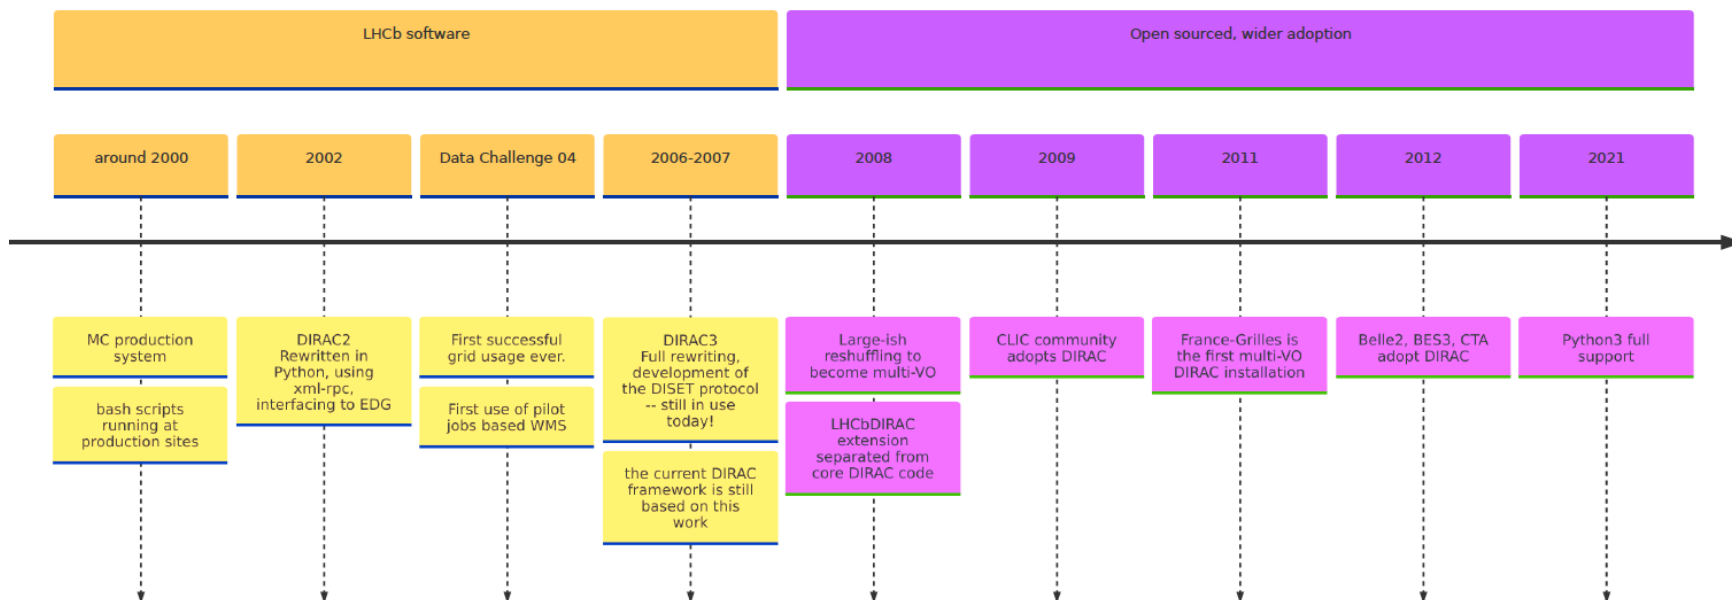 LHCb software
Open sourced, wider adoption
around 2000
2002
Data Challenge 04
2006-2007
2008
2009
2011
2012
2021
MC production
system
bash scripts
running at
production sites
DIRAC2
Rewritten in
Python, using
xml-rpc,
interfacing to EDG
First successful
grid usage ever.
First use of pilot
jobs based WMS
DIRAC3
Full rewriting,
development of
the DISET protocol
-- still in use
today!
the current DIRAC
framework is still
based on this
work
Large-ish
reshuffling to
become multi-VO
LHCbDIRAC
extension
separated from
core DIRAC code
CLIC community
adopts DIRAC
France-Grilles is
the first multi-VO
DIRAC installation
Belle2, BES3, CTA
adopt DIRAC
Python3 full
support